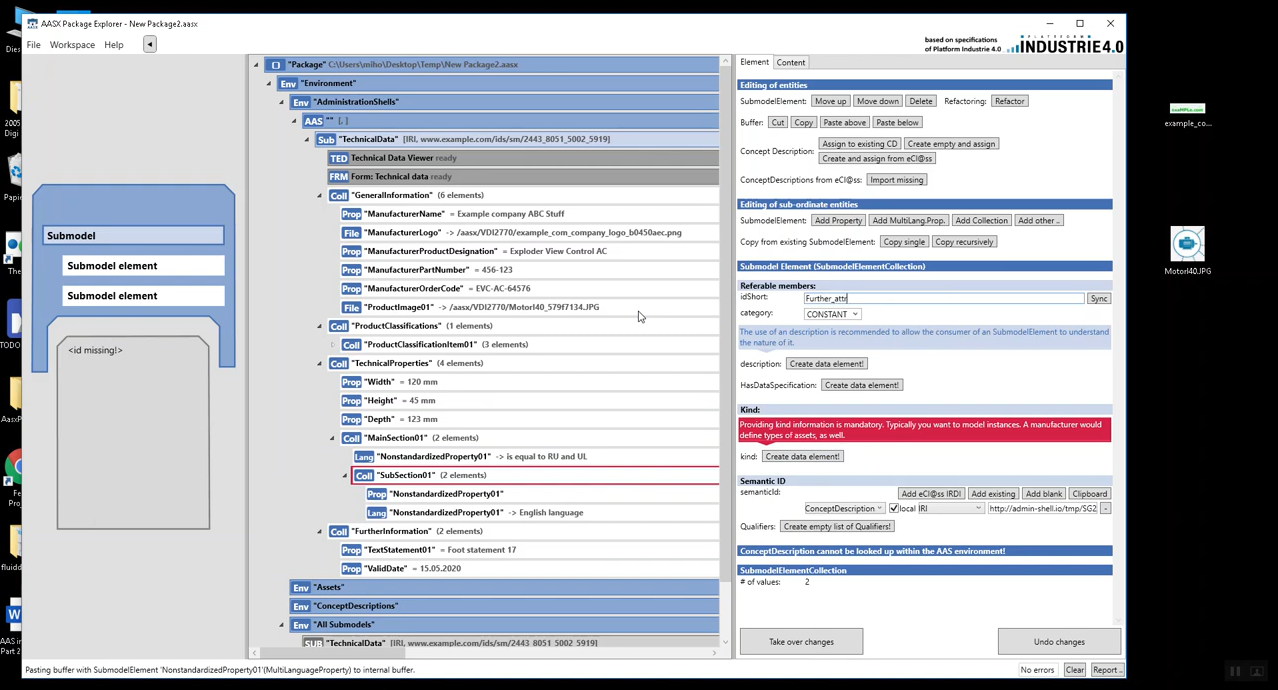 AASX Package Explorer - New Package2.aasx
File Workspace Help
based on specifications
of Platform Industrie 4.0
PLATFORM
INDUSTRIE4.0
Submodel
Submodel element
Submodel element
<id missing!>
"Package" C:\Users\miho\Desktop\Temp\New Package2.aasx
Env "Environment"
Env "AdministrationShells"
AAS "" [, ]
Sub "TechnicalData" [IRI, www.example.com/ids/sm/2443_8051_5002_5919]
TED Technical Data Viewer ready
FRM Form: Technical data ready
Coll "GeneralInformation" (6 elements)
Prop "ManufacturerName" = Example company ABC Stuff
File "ManufacturerLogo" -> /aasx/VDI2770/example_com_company_logo_b0450aec.png
Prop "ManufacturerProductDesignation" = Exploder View Control AC
Prop "ManufacturerPartNumber" = 456-123
Prop "ManufacturerOrderCode" = EVC-AC-64576
File "ProductImage01" -> /aasx/VDI2770/MotorI40_579f7134.JPG
Coll "ProductClassifications" (1 elements)
Coll "ProductClassificationItem01" (3 elements)
Coll "TechnicalProperties" (4 elements)
Prop "Width" = 120 mm
Prop "Height" = 45 mm
Prop "Depth" = 123 mm
Coll "MainSection01" (2 elements)
Lang "NonstandardizedProperty01" -> is equal to RU and UL
Coll "SubSection01" (2 elements)
Prop "NonstandardizedProperty01"
Lang "NonstandardizedProperty01" -> English language
Coll "FurtherInformation" (2 elements)
Prop "TextStatement01" = Foot statement 17
Prop "ValidDate" = 15.05.2020
Env "Assets"
Env "ConceptDescriptions"
Env "All Submodels"
SUB "TechnicalData" [IRI, www.example.com/ids/sm/2443_8051_5002_5919]
Element Content
Editing of entities
SubmodelElement: Move up Move down Delete Refactoring: Refactor
Buffer: Cut Copy Paste above Paste below
Concept Description: Assign to existing CD Create empty and assign
Create and assign from eCl@ss
ConceptDescriptions from eCl@ss: Import missing
Editing of sub-ordinate entities
SubmodelElement: Add Property Add MultiLang.Prop. Add Collection Add other ..
Copy from existing SubmodelElement: Copy single Copy recursively
Submodel Element (SubmodelElementCollection)
Referable members:
idShort: Further_attr Sync
category: CONSTANT
The use of an description is recommended to allow the consumer of an SubmodelElement to understand
the nature of it.
description: Create data element!
HasDataSpecification: Create data element!
Kind:
Providing kind information is mandatory. Typically you want to model instances. A manufacturer would
define types of assets, as well.
kind: Create data element!
Semantic ID
semanticId: Add eCl@ss IRDI Add existing Add blank Clipboard
ConceptDescription local IRI http://admin-shell.io/tmp/SG2 -
Qualifiers: Create empty list of Qualifiers!
ConceptDescription cannot be looked up within the AAS environment!
SubmodelElementCollection
# of values: 2
Take over changes Undo changes
Pasting buffer with SubmodelElement 'NonstandardizedProperty01'(MultiLanguageProperty) to internal buffer.
No errors Clear Report ..
example_co...
MotorI40.JPG